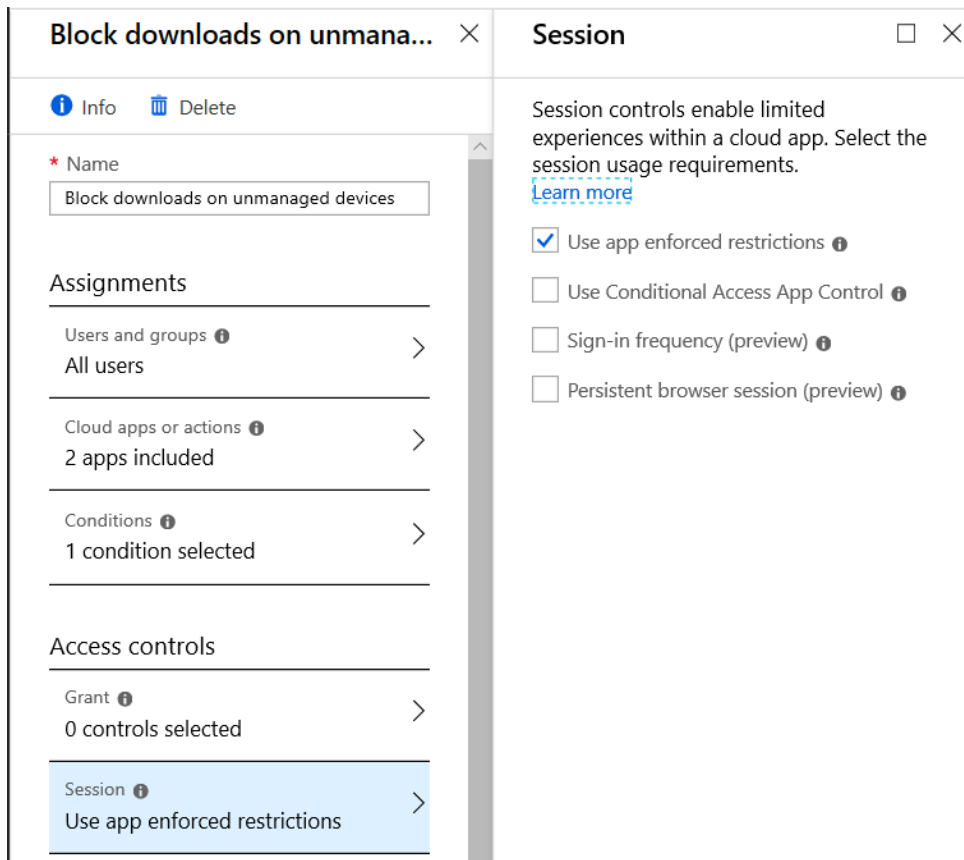 Block downloads on unmana...
Info
Delete
* Name
Block downloads on unmanaged devices
Assignments
Users and groups
All users
Cloud apps or actions
2 apps included
Conditions
1 condition selected
Access controls
Grant
0 controls selected
Session
Use app enforced restrictions
Session
Session controls enable limited
experiences within a cloud app. Select the
session usage requirements.
Learn more
Use app enforced restrictions
Use Conditional Access App Control
Sign-in frequency (preview)
Persistent browser session (preview)